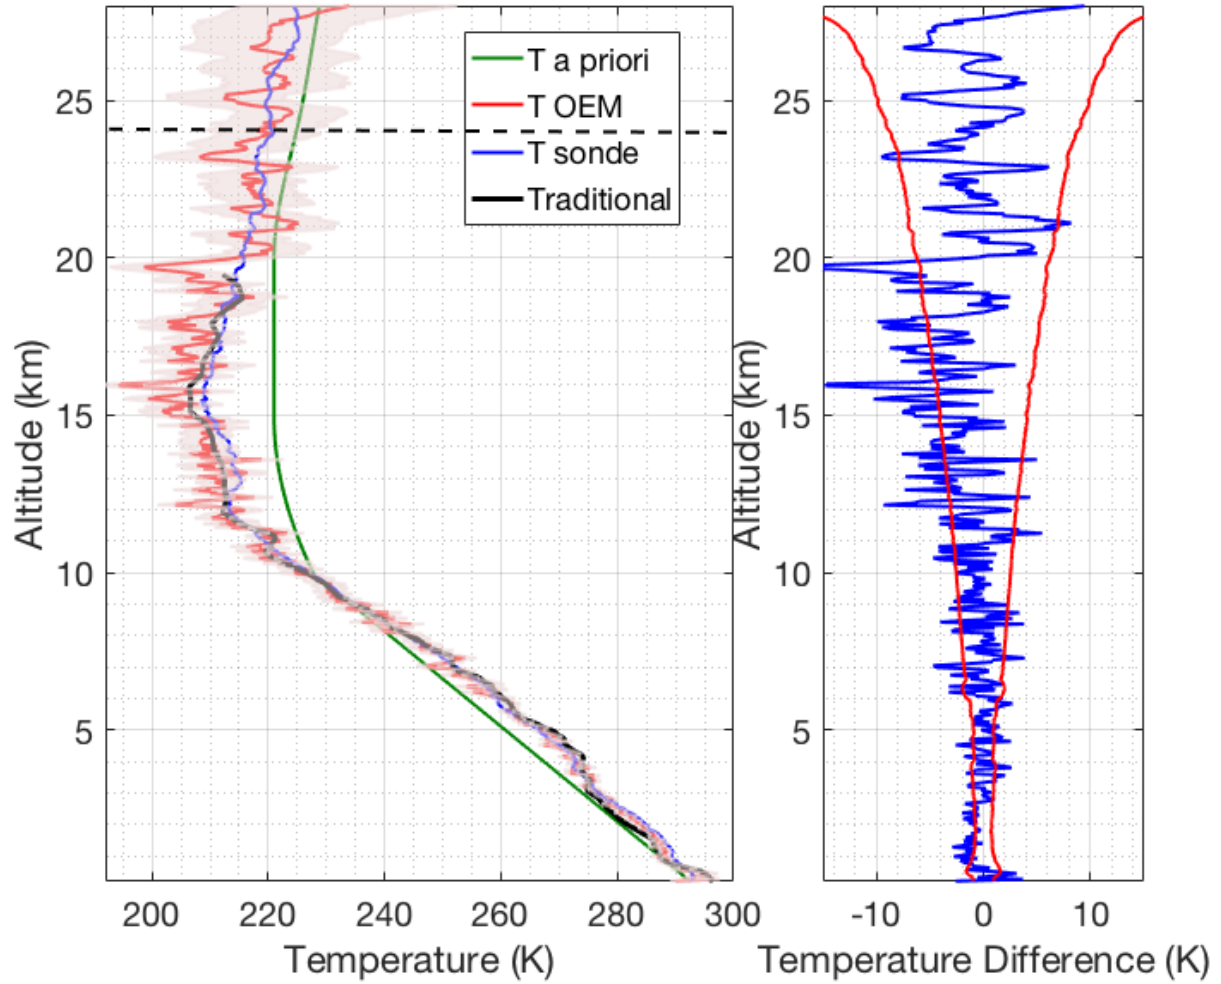 T a priori
T OEM
T sonde
Traditional
25
20
15
10
5
Altitude (km)
200
220
240
260
280
300
Temperature (K)
25
20
15
10
5
Altitude (km)
-10
0
10
Temperature Difference (K)